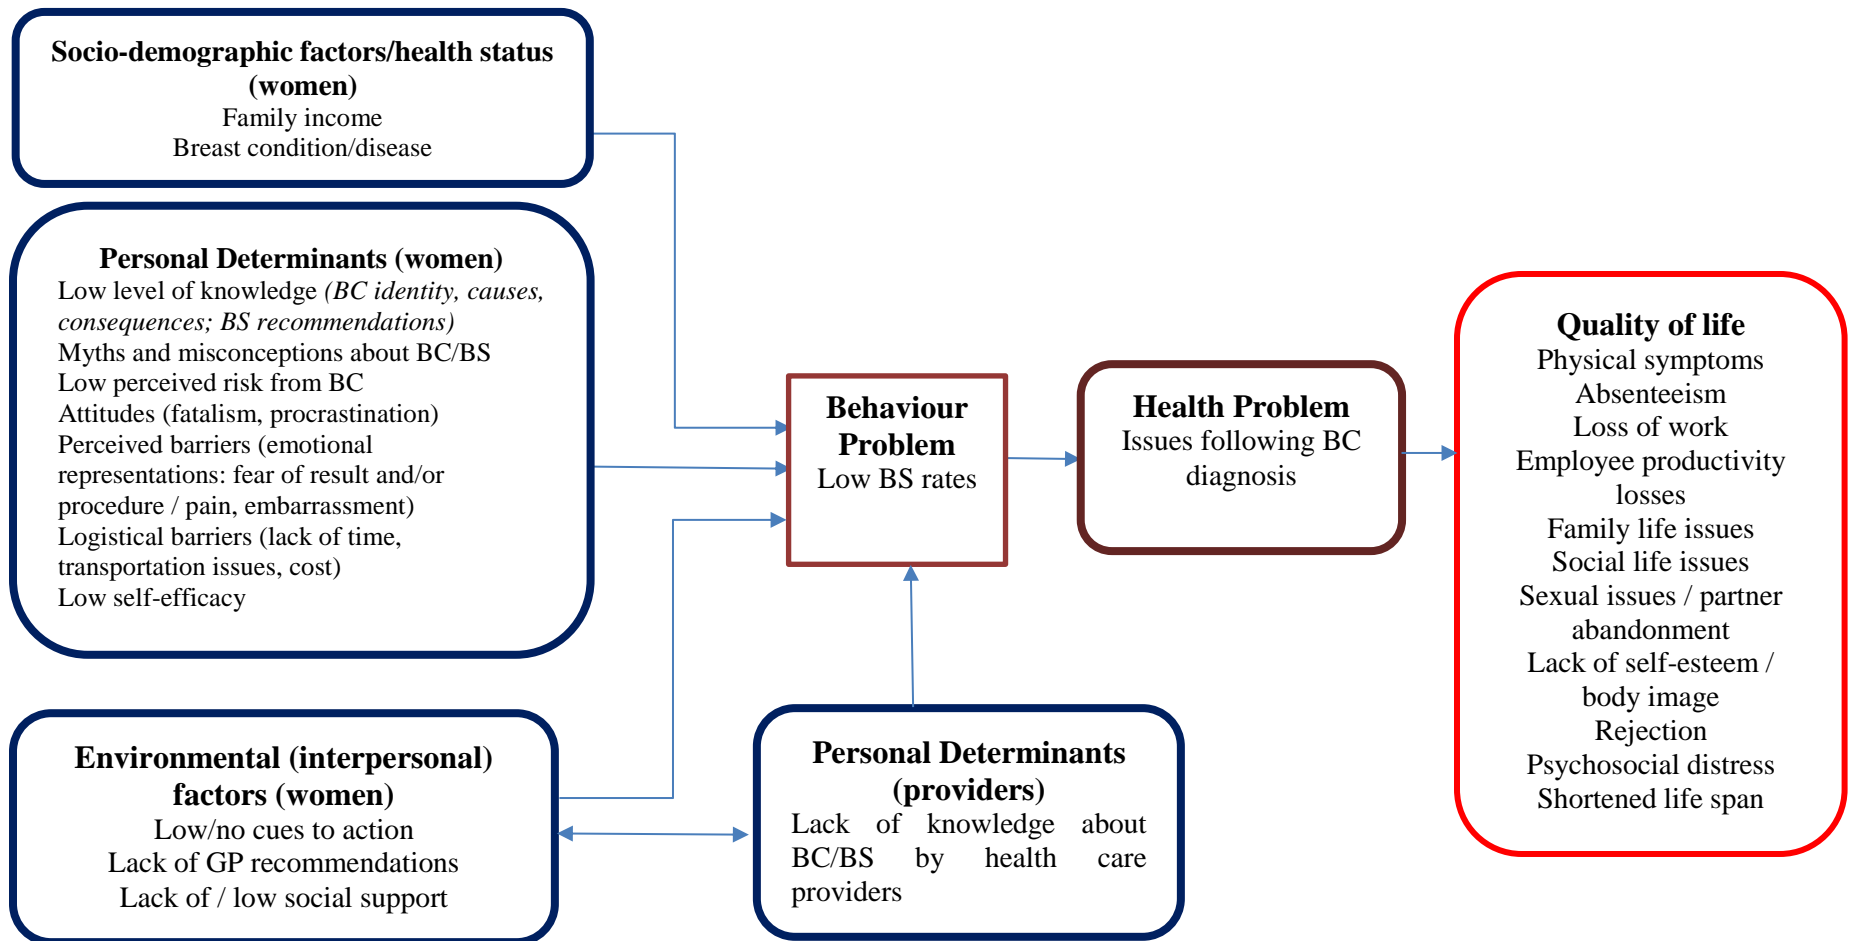 Socio-demographic factors/health status
(women)
Family income
Breast condition/disease
Personal Determinants (women)
Low level of knowledge (BC identity, causes,
consequences; BS recommendations)
Myths and misconceptions about BC/BS
Low perceived risk from BC
Attitudes (fatalism, procrastination)
Perceived barriers (emotional
representations: fear of result and/or
procedure / pain, embarrassment)
Logistical barriers (lack of time,
transportation issues, cost)
Low self-efficacy
Environmental (interpersonal)
factors (women)
Low/no cues to action
Lack of GP recommendations
Lack of / low social support
Personal Determinants
(providers)
Lack of knowledge about
BC/BS by health care
providers
Behaviour
Problem
Low BS rates
Health Problem
Issues following BC
diagnosis
Quality of life
Physical symptoms
Absenteeism
Loss of work
Employee productivity
losses
Family life issues
Social life issues
Sexual issues / partner
abandonment
Lack of self-esteem /
body image
Rejection
Psychosocial distress
Shortened life span